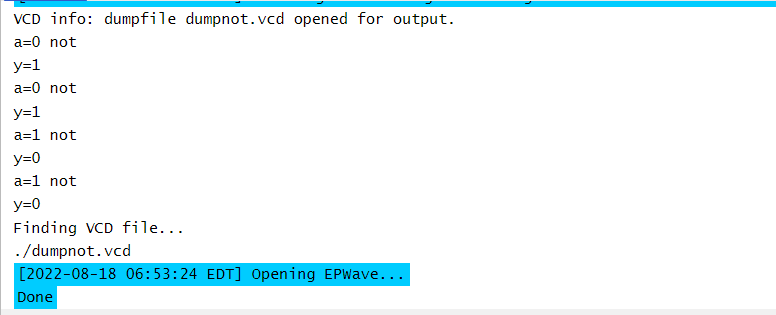 VCD info: dumpfile dumpnot.vcd opened for output.
a=0 not
y=1
a=0 not
y=1
a=1 not
y=0
a=1 not
y=0
Finding VCD file...
./dumpnot.vcd
[2022-08-18 06:53:24 EDT] Opening EPWave...
Done